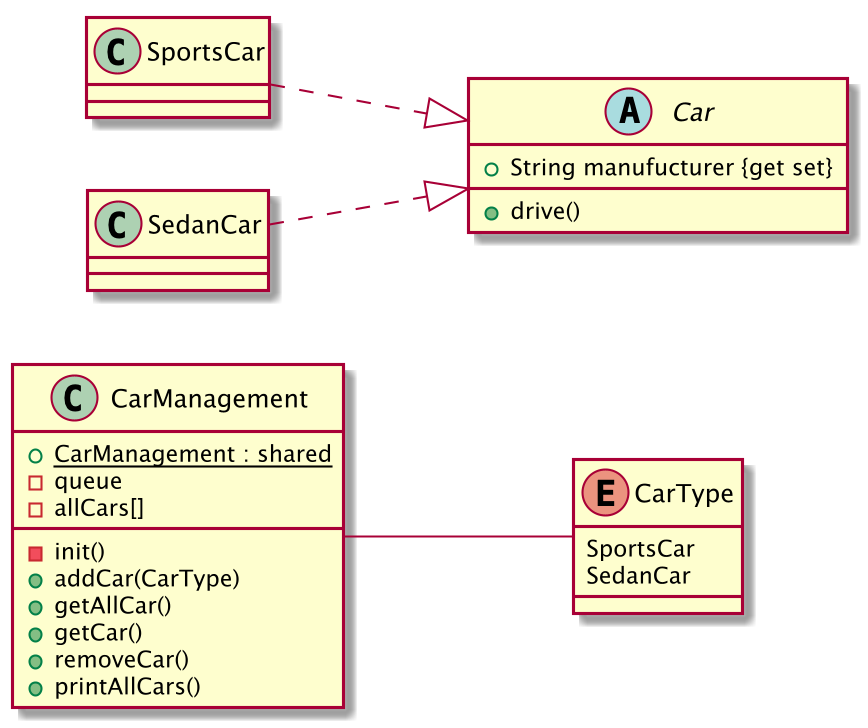 C SportsCar
A Car
String manufucturer {get set}
drive()
C SedanCar
C CarManagement
CarManagement : shared
queue
allCars[]
init()
addCar(CarType)
getAllCar()
getCar()
removeCar()
printAllCars()
E CarType
SportsCar
SedanCar